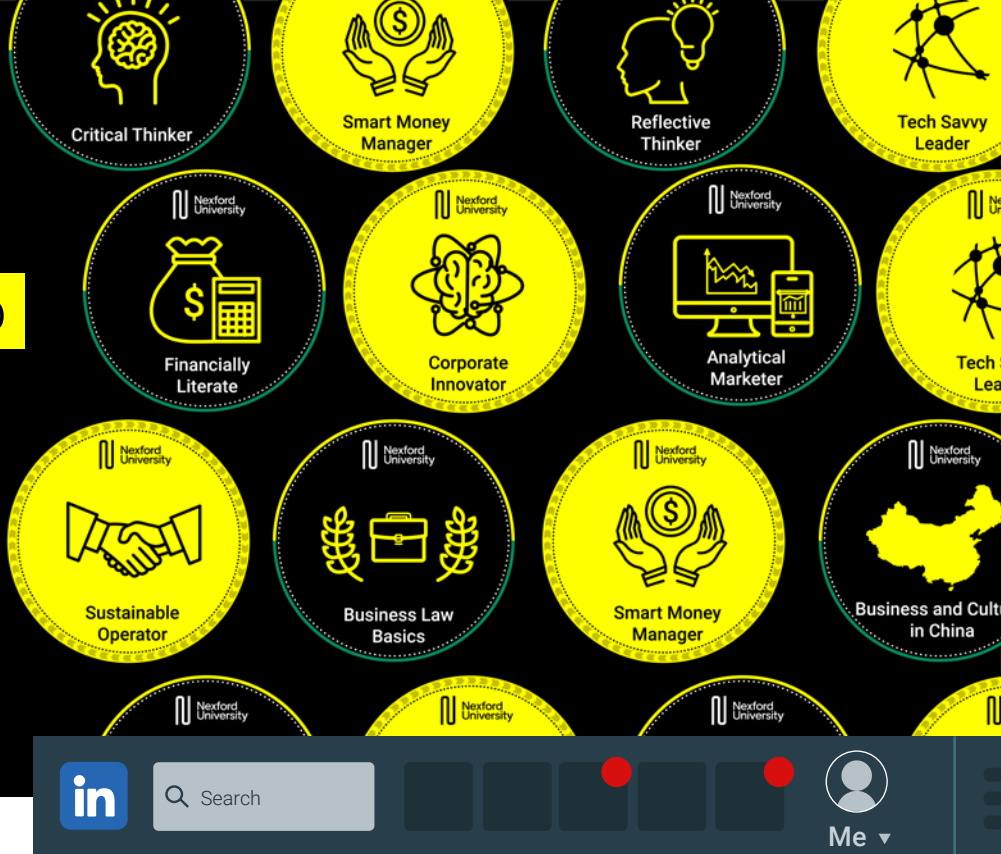 Critical Thinker
Smart Money
Manager
Reflective
Thinker
Tech Savvy
Leader
Nexford
University
Financially
Literate
Nexford
University
Corporate
Innovator
Nexford
University
Analytical
Marketer
Tech
Nexford
University
Sustainable
Operator
Nexford
University
Business Law
Basics
Nexford
University
Smart Money
Manager
Nexford
University
Business and
in China
Nexford
University
Nexford
University
Nexford
University
in
Search
Me